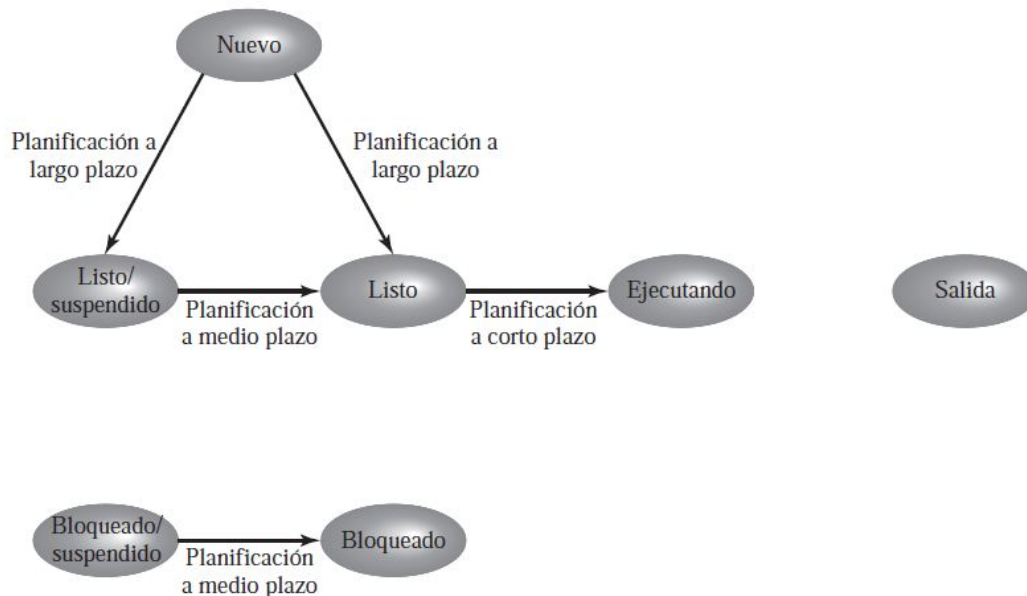 Nuevo
Planificación a
largo plazo
Planificación a
largo plazo
Listo/
suspendido
Planificación
a medio plazo
Listo
Planificación
a corto plazo
Ejecutando
Salida
Bloqueado/
suspendido
Planificación
a medio plazo
Bloqueado